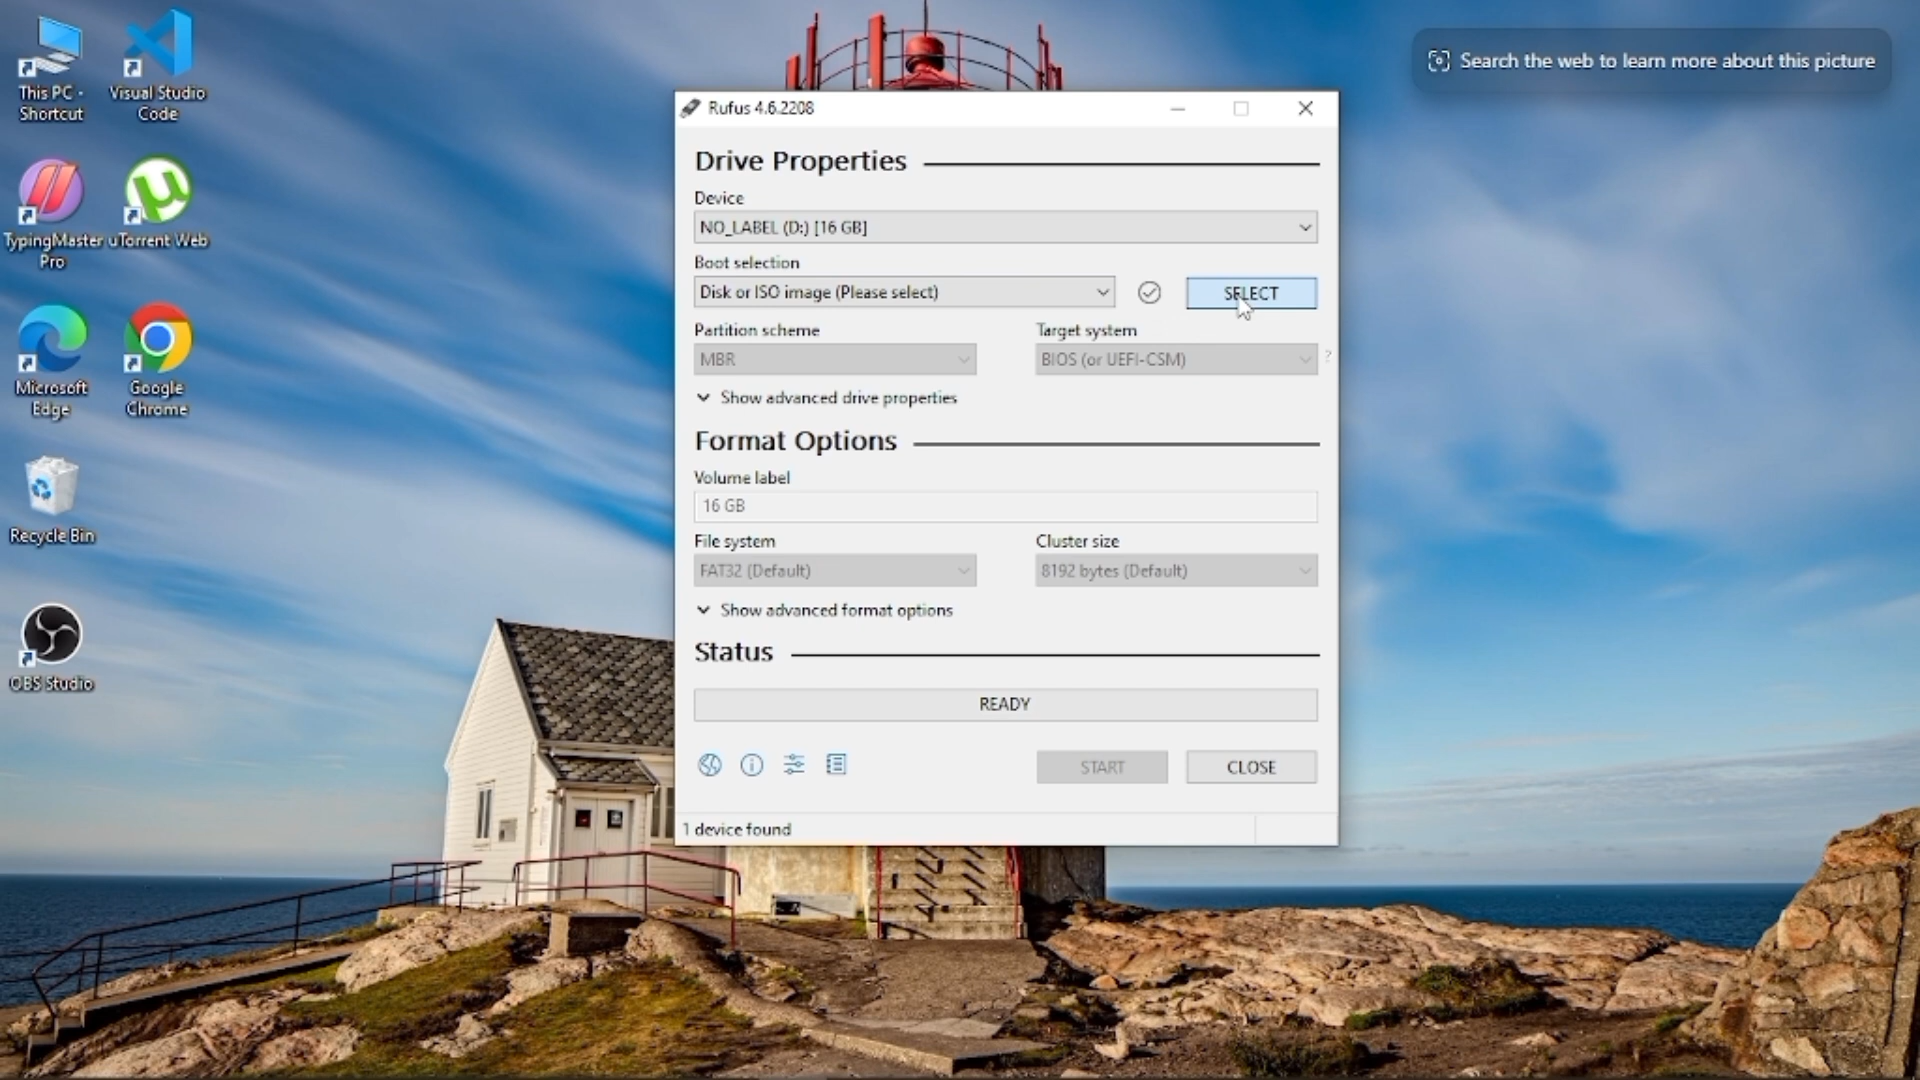 This PC -
Shortcut
Visual Studio
Code
TypingMaster
Pro
uTorrent Web
Microsoft
Edge
Google
Chrome
Recycle Bin
OBS Studio
Search the web to learn more about this picture
Rufus 4.6.2208
Drive Properties
Device
NO_LABEL (D:) [16 GB]
Boot selection
Disk or ISO image (Please select)
SELECT
Partition scheme
Target system
MBR
BIOS (or UEFI-CSM)
?
Show advanced drive properties
Format Options
Volume label
16 GB
File system
Cluster size
FAT32 (Default)
8192 bytes (Default)
Show advanced format options
Status
READY
START
CLOSE
1 device found